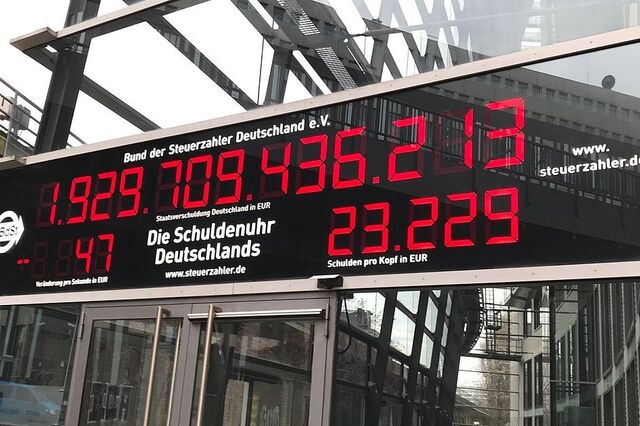 Bund der Steuerzahler Deutschland e.V.
1.929.709.436.213
Staatsverschuldung Deutschland in EUR
www.
steuerzahler.de
BdSt
- 47
Veränderung pro Sekunde in EUR
Die Schuldenuhr
Deutschlands
www.steuerzahler.de
23.229
Schulden pro Kopf in EUR